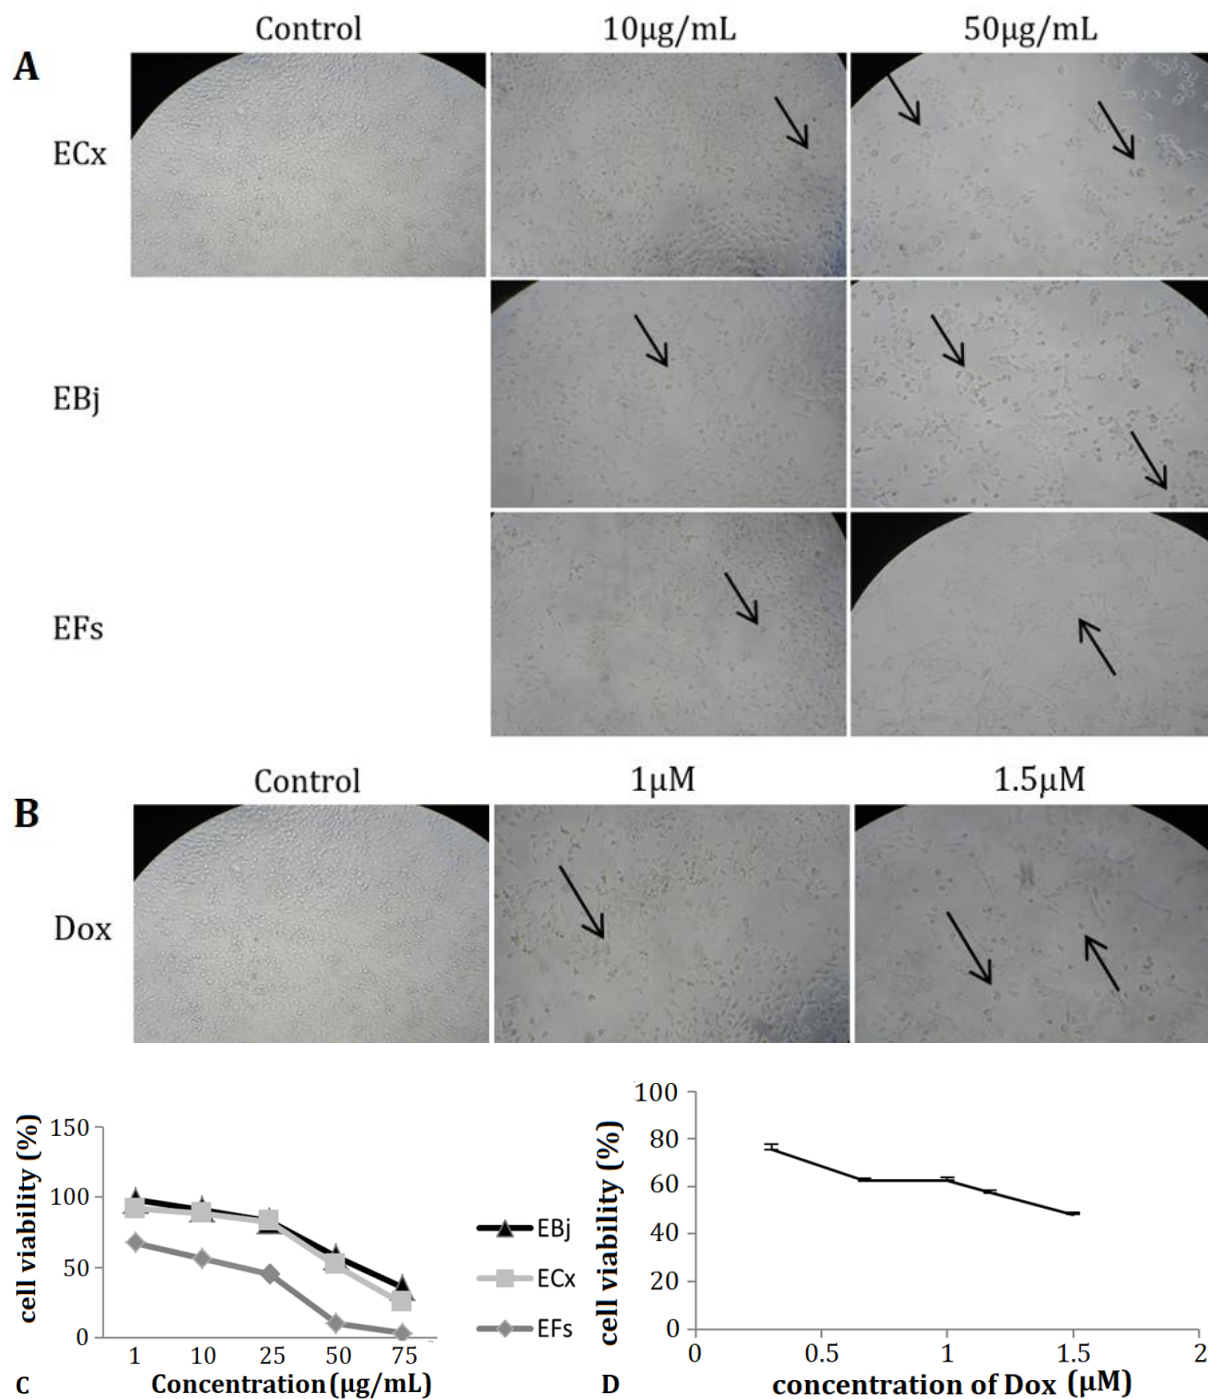 Control 10µg/mL 50µg/mL
A
ECx
EBj
EFs
Control 1µM 1.5µM
B
Dox
cell viability (%)
150
100
50
0
1 10 25 50 75
Concentration (µg/mL)
C
EBj
ECx
EFs
cell viability (%)
100
80
60
40
20
0
0 0.5 1 1.5 2
concentration of Dox (µM)
D